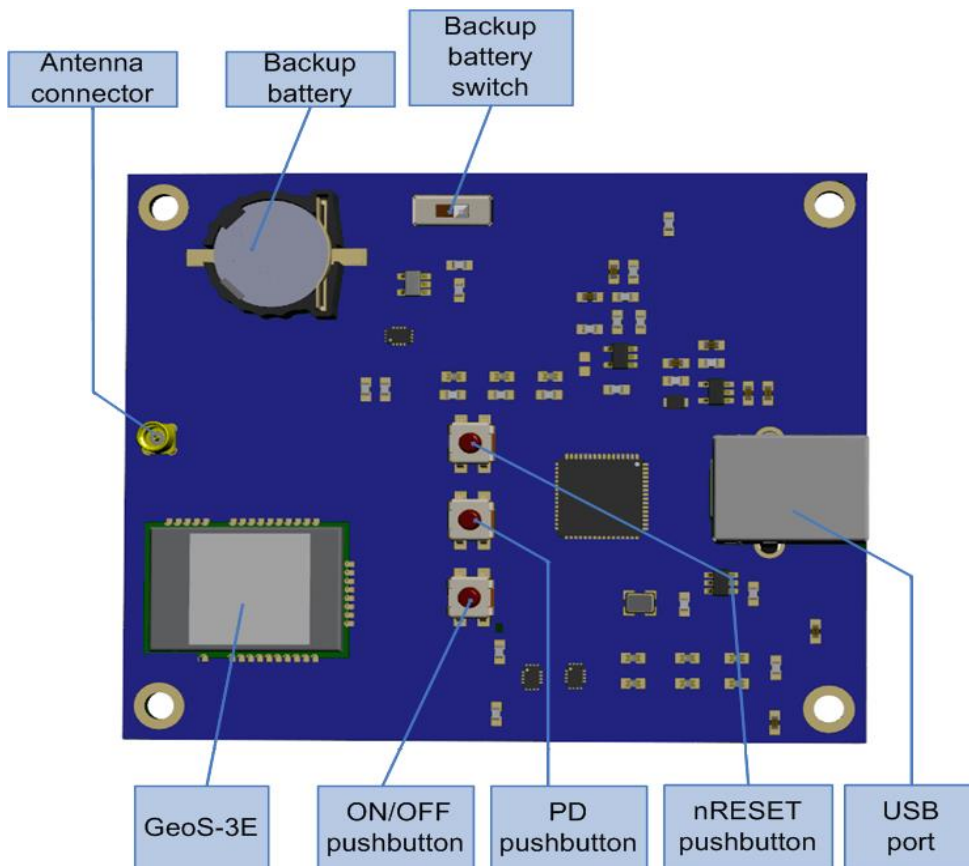 Antenna
connector
Backup
battery
Backup
battery
switch
GeoS-3E
ON/OFF
pushbutton
PD
pushbutton
nRESET
pushbutton
USB
port